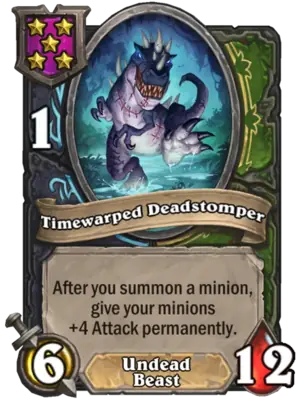 1
Timewarped Deadstomper
After you summon a minion,
give your minions
+4 Attack permanently.
6
Undead
Beast
12